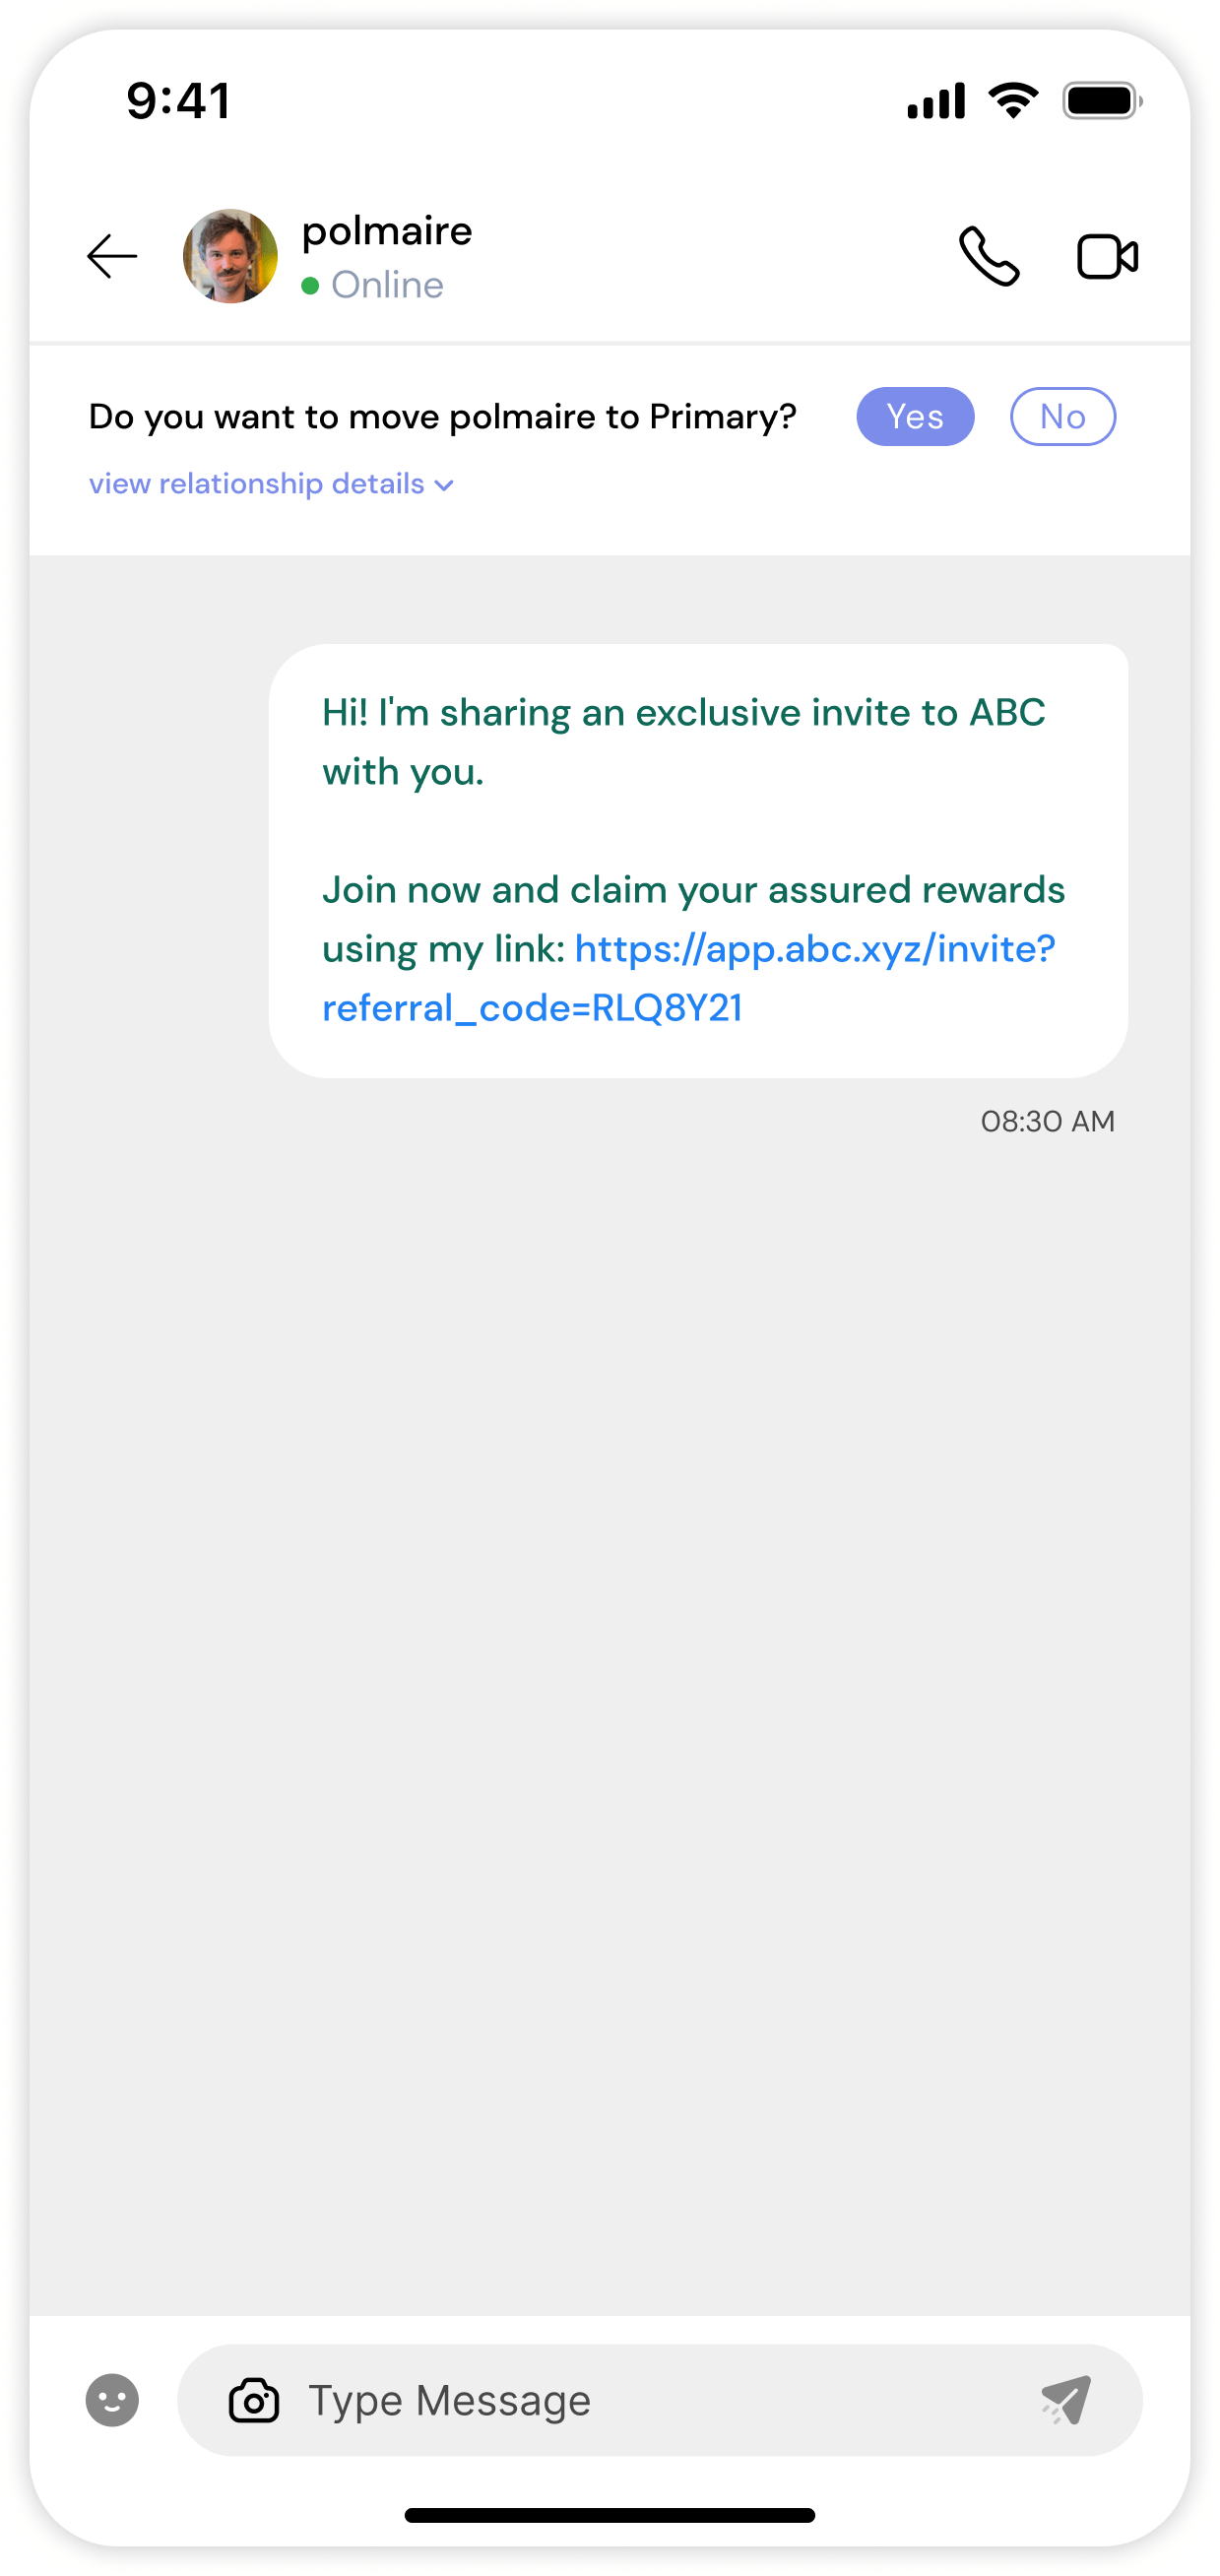 9:41
polmaire
Online
Do you want to move polmaire to Primary? Yes No
view relationship details
Hi! I'm sharing an exclusive invite to ABC
with you.
Join now and claim your assured rewards
using my link: https://app.abc.xyz/invite?
referral_code=RLQ8Y21
08:30 AM
Type Message